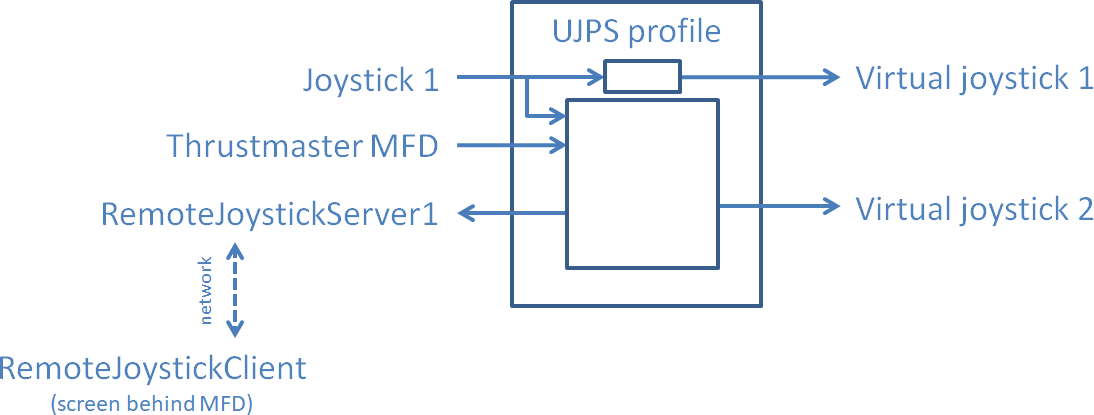 UJPS profile
Joystick 1
Virtual joystick 1
Thrustmaster MFD
RemoteJoystickServer1
Virtual joystick 2
network
RemoteJoystickClient
(screen behind MFD)